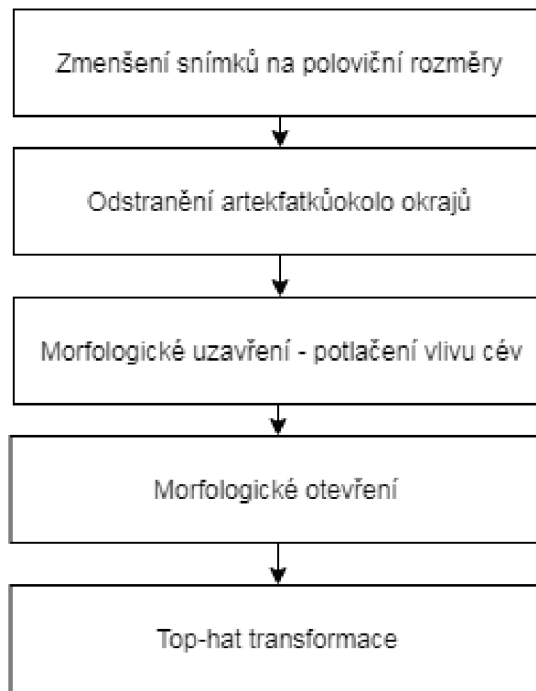 Zmenšení snímků na poloviční rozměry
Odstranění artekfatkůokolo okrajů
Morfologické uzavření - potlačení vlivu cév
Morfologické otevření
Top-hat transformace